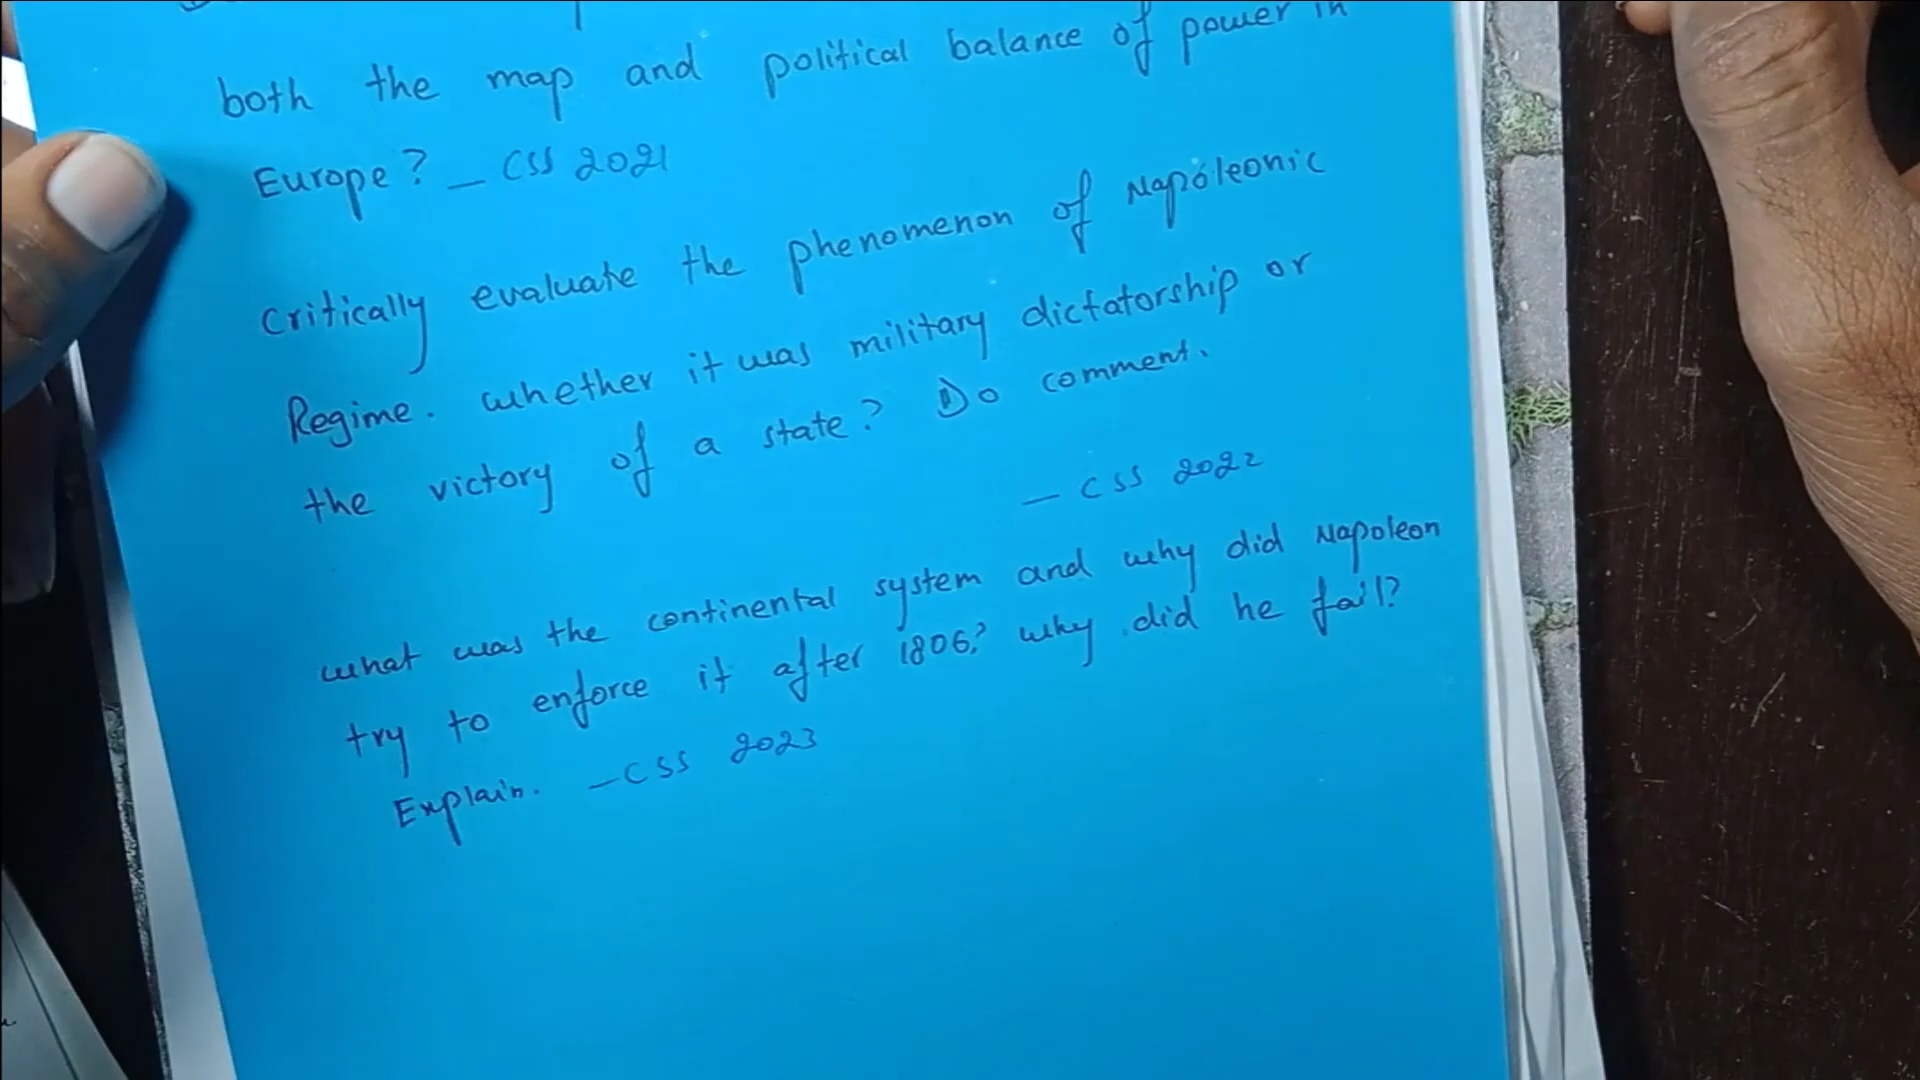 both the map and political balance of power in
Europe? _ CSS 2021
Critically evaluate the phenomenon of Napoleonic
Regime. whether it was military dictatorship or
the victory of a state? Do comment.
_ CSS 2022
what was the continental system and why did Napoleon
try to enforce it after 1806? why did he fail?
Explain. _CSS 2023